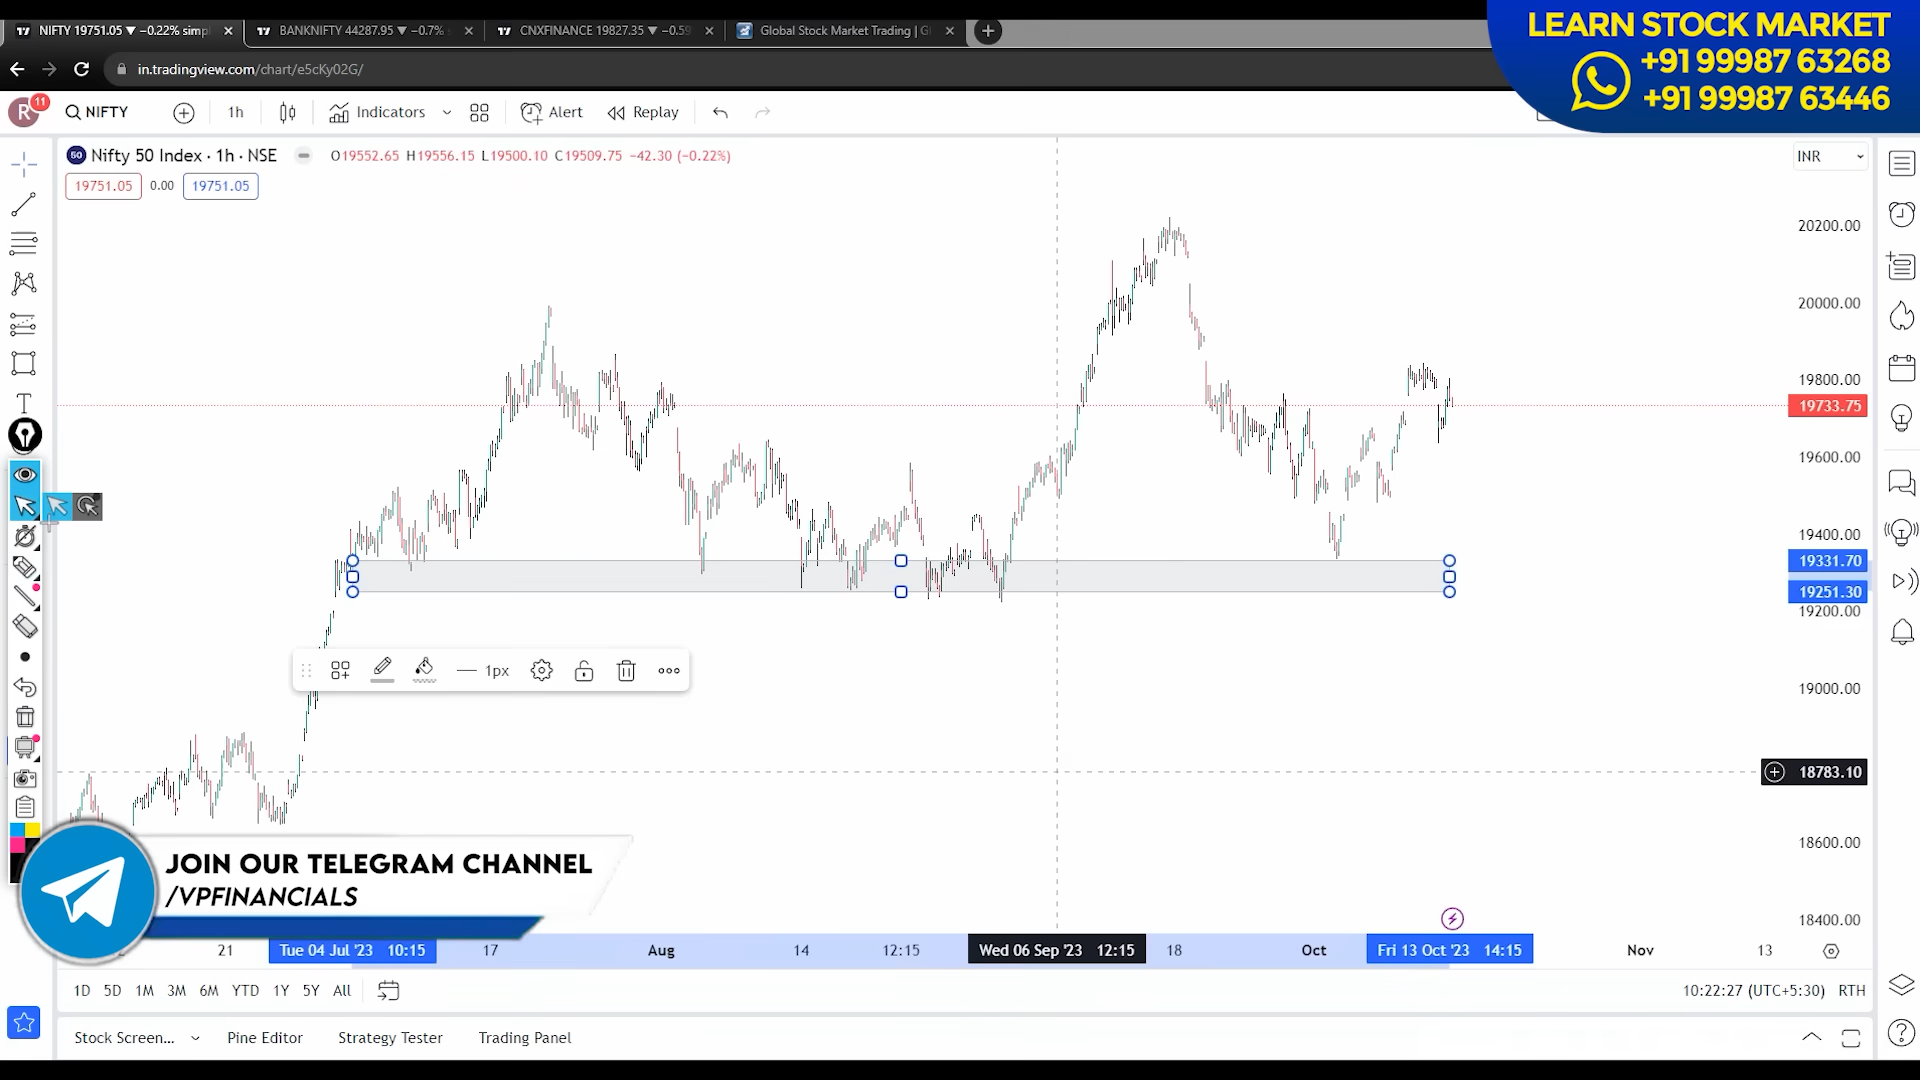 NIFTY 19751.05 ▼ −0.22% simpl
BANKNIFTY 44287.95 ▼ −0.7%
CNXFINANCE 19827.35 ▼ −0.59
Global Stock Market Trading | Gl
LEARN STOCK MARKET
+91 99987 63268
+91 99987 63446
in.tradingview.com/chart/e5cKy02G/
R
11
NIFTY
1h
Indicators
Alert
Replay
50
Nifty 50 Index · 1h · NSE
O19552.65 H19556.15 L19500.10 C19509.75 −42.30 (−0.22%)
INR
19751.05
0.00
19751.05
20200.00
20000.00
19800.00
19733.75
19600.00
19400.00
19331.70
19251.30
19200.00
1px
19000.00
18783.10
18600.00
18400.00
JOIN OUR TELEGRAM CHANNEL
/VPFINANCIALS
21
Tue 04 Jul '23 10:15
17
Aug
14
12:15
Wed 06 Sep '23 12:15
18
Oct
Fri 13 Oct '23 14:15
Nov
13
1D 5D 1M 3M 6M YTD 1Y 5Y All
10:22:27 (UTC+5:30) RTH
Stock Screen...
Pine Editor
Strategy Tester
Trading Panel